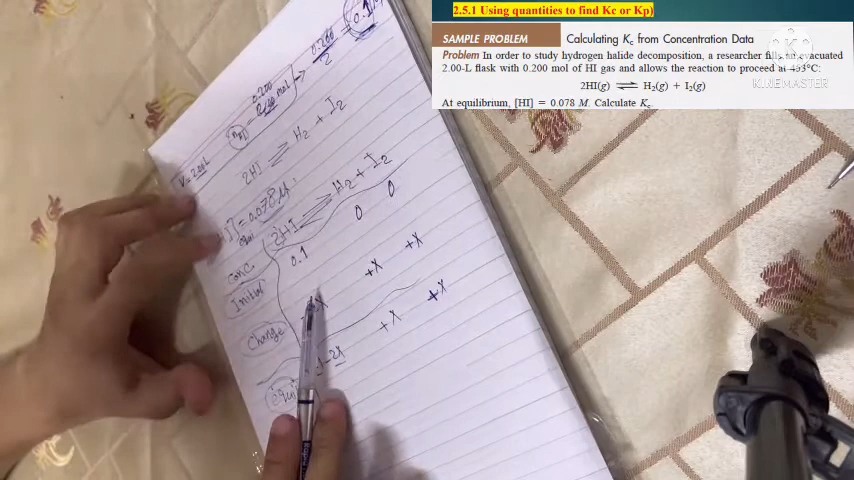 2.5.1 Using quantities to find Kc or Kp)
SAMPLE PROBLEM Calculating Kc from Concentration Data
Problem In order to study hydrogen halide decomposition, a researcher fills an evacuated
2.00-L flask with 0.200 mol of HI gas and allows the reaction to proceed at 453°C:
2HI(g) ⇌ H₂(g) + I₂(g)
At equilibrium, [HI] = 0.078 M. Calculate Kc.
KINEMASTER
0.200
0.200 / 2 = 0.1
mol
V = 2.00L
2HI ⇌ H₂ + I₂
= 0.078 M
2HI ⇌ H₂ + I₂
Conc.
Initial 0.1 0 0
Change +X +X
equi -2X +X +X